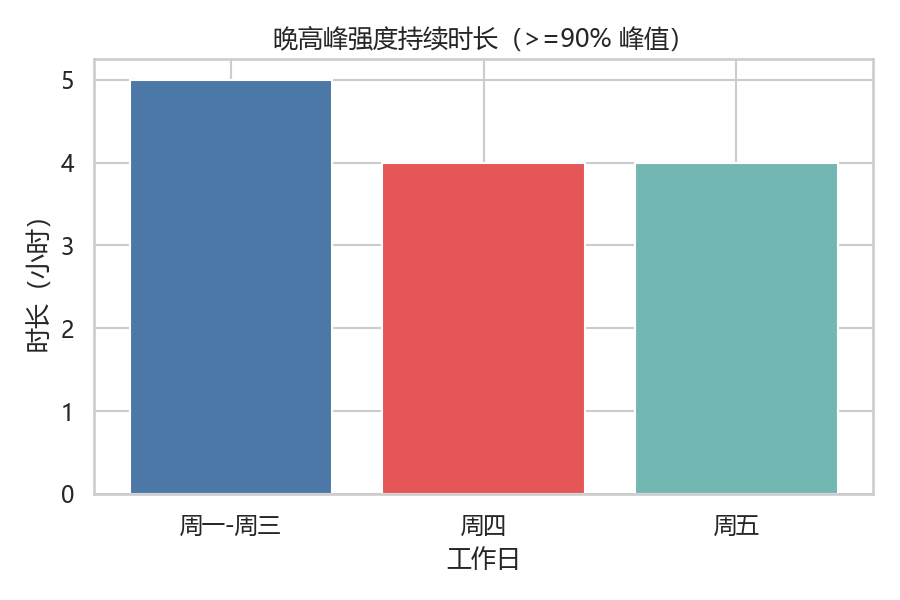 晚高峰强度持续时长（>=90% 峰值）
时长（小时）
5
4
3
2
1
0
周一-周三
周四
周五
工作日